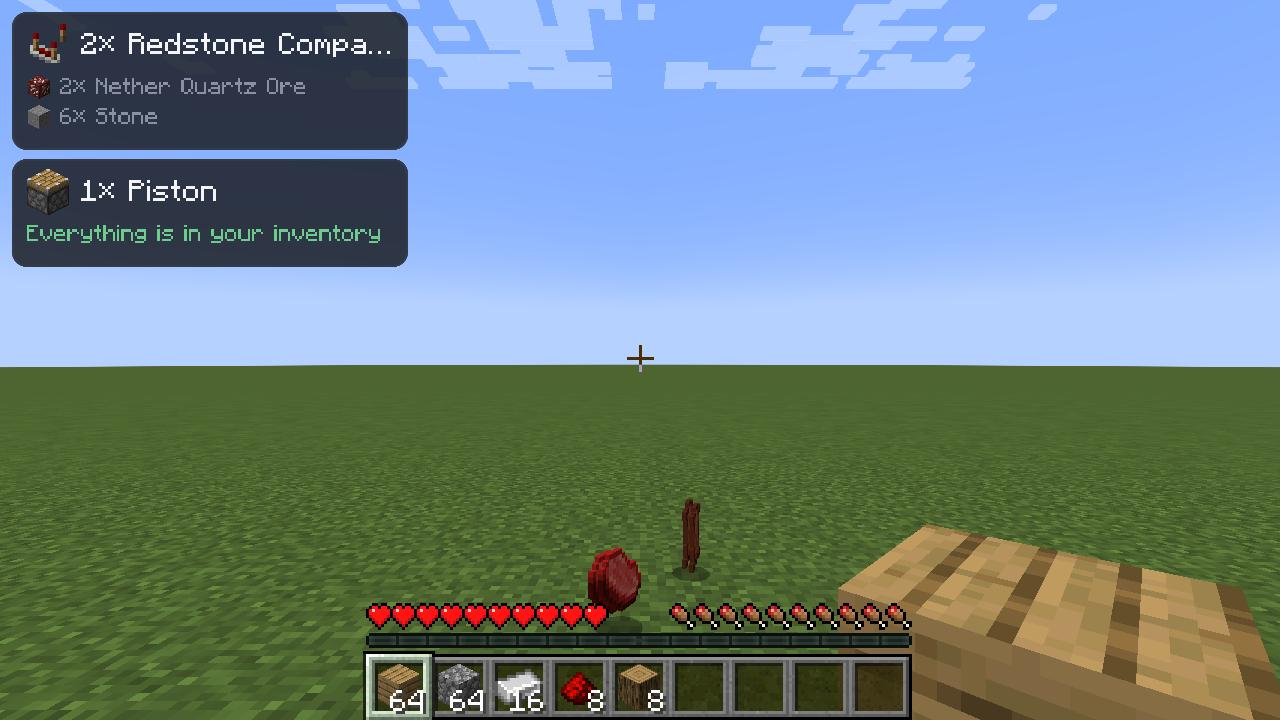 2× Redstone Compa...
2× Nether Quartz Ore
6× Stone
1× Piston
Everything is in your inventory
64 64 16 8 8